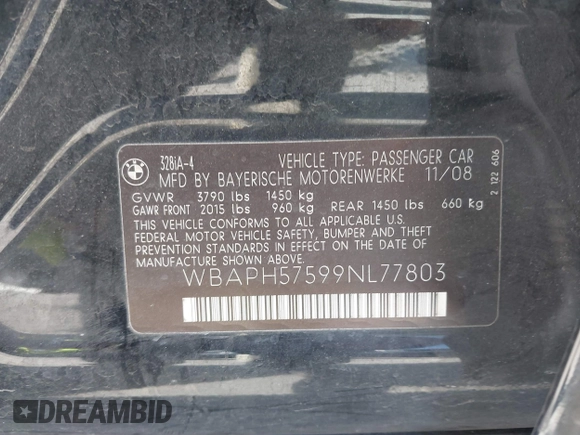 328iA-4 VEHICLE TYPE: PASSENGER CAR
MFD BY BAYERISCHE MOTORENWERKE 11/08
GVWR 3790 lbs 1450 kg
GAWR FRONT 2015 lbs 960 kg REAR 1450 lbs 660 kg
THIS VEHICLE CONFORMS TO ALL APPLICABLE U.S.
FEDERAL MOTOR VEHICLE SAFETY, BUMPER AND THEFT
PREVENTION STANDARDS IN EFFECT ON THE DATE OF
MANUFACTURE SHOWN ABOVE.
WBAPH57599NL77803
2 122 606
DREAMBID